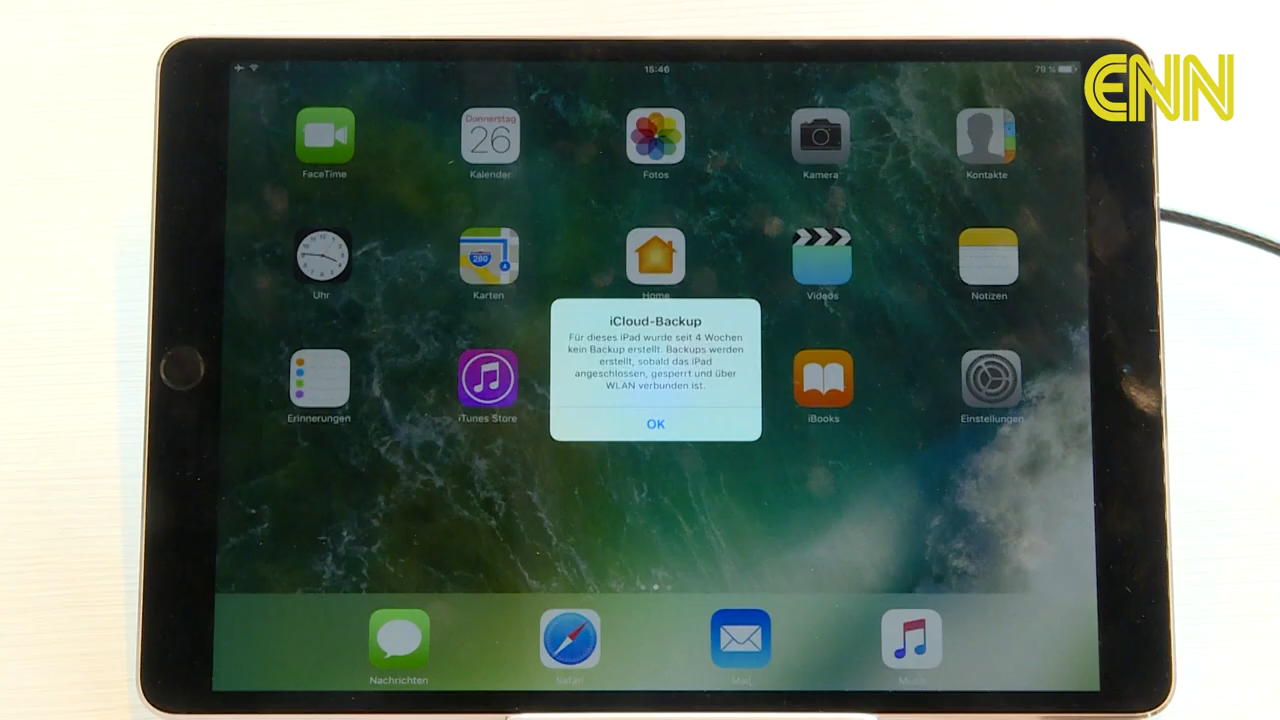 15:46
79 %
ENN
Donnerstag
26
FaceTime
Kalender
Fotos
Kamera
Kontakte
280
Uhr
Karten
Home
Videos
Notizen
iCloud-Backup
Für dieses iPad wurde seit 4 Wochen
kein Backup erstellt. Backups werden
erstellt, sobald das iPad
angeschlossen, gesperrt und über
WLAN verbunden ist.
OK
Erinnerungen
iTunes Store
iBooks
Einstellungen
Nachrichten
Safari
Mail
Musik